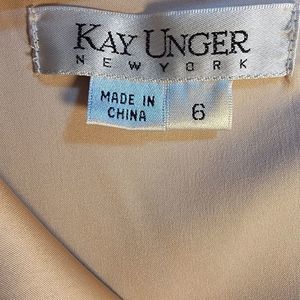 KAY UNGER
NEW YORK
MADE IN
CHINA
6